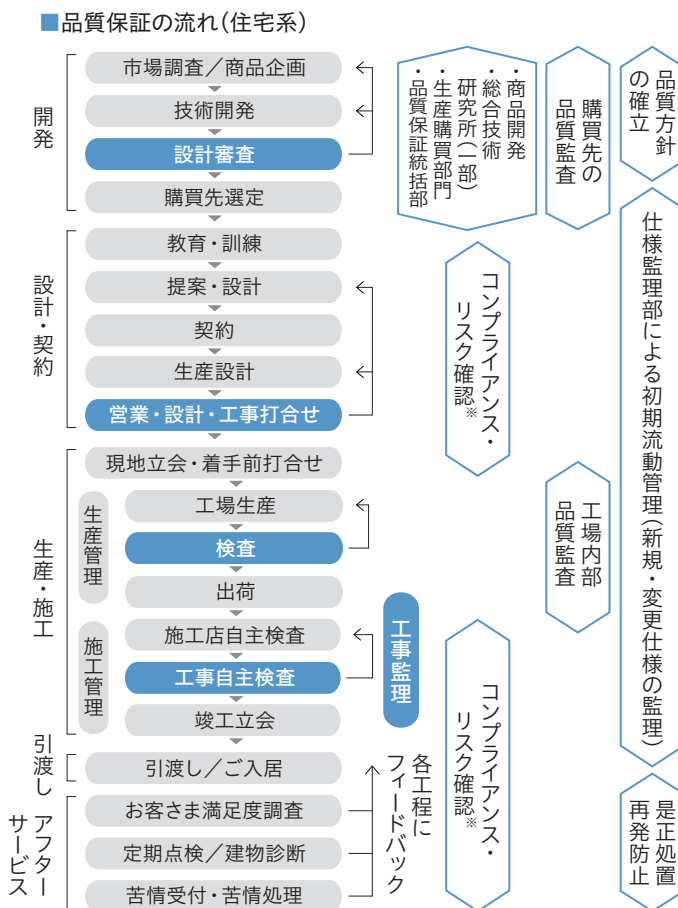 ■品質保証の流れ（住宅系）
開発
市場調査／商品企画
技術開発
設計審査
購買先選定
設計・契約
教育・訓練
提案・設計
契約
生産設計
営業・設計・工事打合せ
生産・施工
現地立会・着手前打合せ
生産管理
工場生産
検査
出荷
施工管理
施工店自主検査
工事自主検査
竣工立会
工事監理
引渡し
引渡し／ご入居
アフター
サービス
お客さま満足度調査
定期点検／建物診断
苦情受付・苦情処理
各工程に
フィードバック
・商品開発
・総合技術
研究所（一部）
・生産購買部門
・品質保証統括部
コンプライアンス・
リスク確認※
コンプライアンス・
リスク確認※
購買先の
品質監査
工場内部
品質監査
品質方針
の確立
仕様監理部による初期流動管理（新規・変更仕様の監理）
是正処置
再発防止